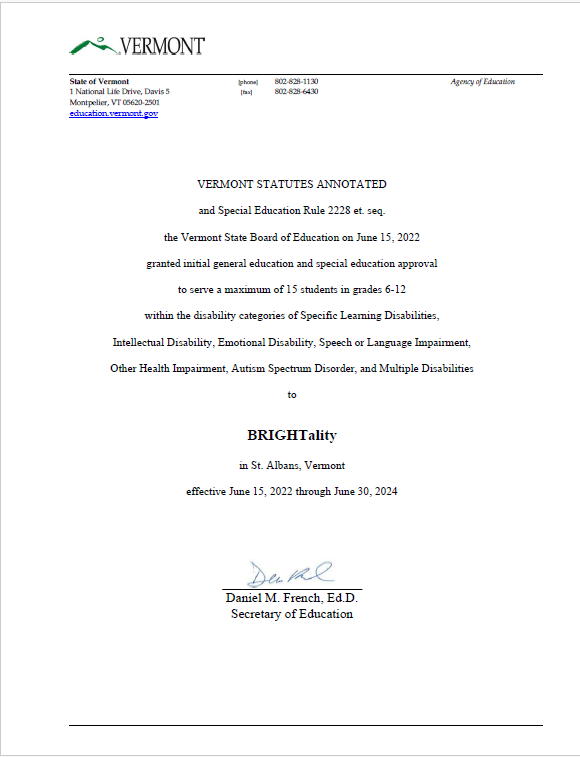 VERMONT
State of Vermont [phone] 802-828-1130 Agency of Education
1 National Life Drive, Davis 5 [fax] 802-828-6430
Montpelier, VT 05620-2501
education.vermont.gov
VERMONT STATUTES ANNOTATED
and Special Education Rule 2228 et. seq.
the Vermont State Board of Education on June 15, 2022
granted initial general education and special education approval
to serve a maximum of 15 students in grades 6-12
within the disability categories of Specific Learning Disabilities,
Intellectual Disability, Emotional Disability, Speech or Language Impairment,
Other Health Impairment, Autism Spectrum Disorder, and Multiple Disabilities
to
BRIGHTality
in St. Albans, Vermont
effective June 15, 2022 through June 30, 2024
Daniel M. French, Ed.D.
Secretary of Education